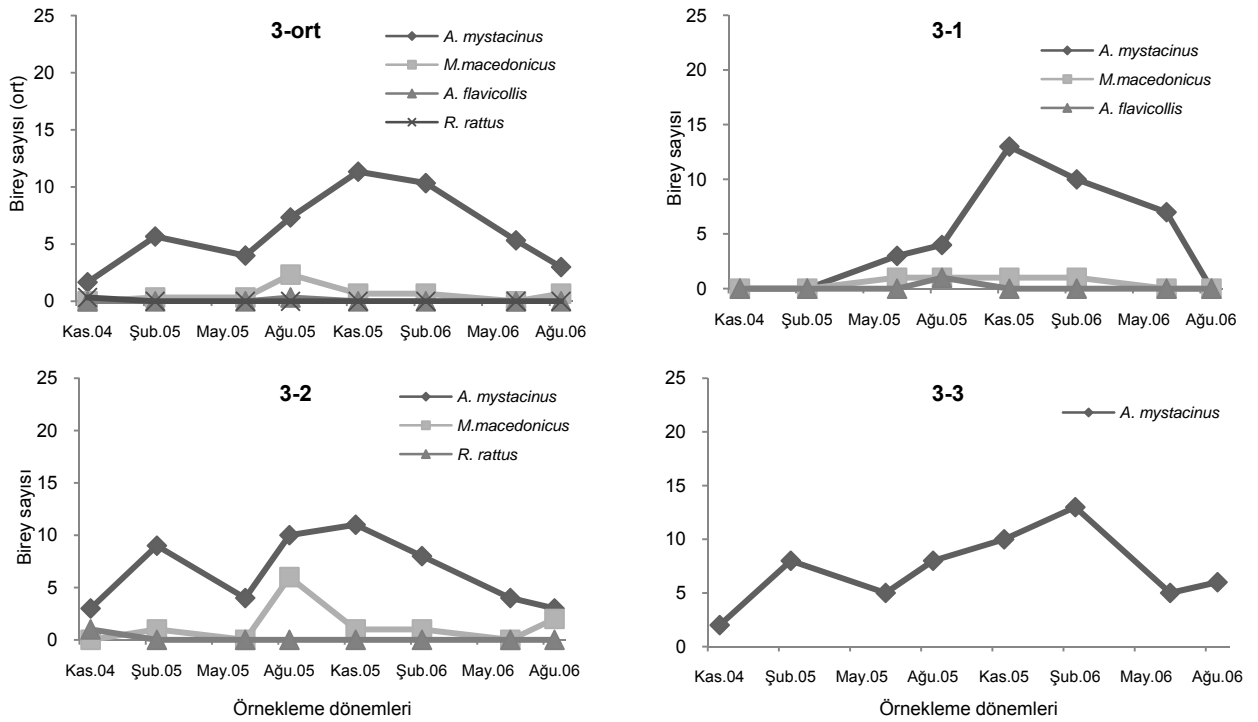 3-ort
A. mystacinus
M.macedonicus
A. flavicollis
R. rattus
Birey sayısı (ort)
25
20
15
10
5
0
Kas.04 Şub.05 May.05 Ağu.05 Kas.05 Şub.06 May.06 Ağu.06
3-1
A. mystacinus
M.macedonicus
A. flavicollis
Birey sayısı
25
20
15
10
5
0
Kas.04 Şub.05 May.05 Ağu.05 Kas.05 Şub.06 May.06 Ağu.06
3-2
A. mystacinus
M.macedonicus
R. rattus
Birey sayısı
25
20
15
10
5
0
Kas.04 Şub.05 May.05 Ağu.05 Kas.05 Şub.06 May.06 Ağu.06
Örnekleme dönemleri
3-3
A. mystacinus
25
20
15
10
5
0
Kas.04 Şub.05 May.05 Ağu.05 Kas.05 Şub.06 May.06 Ağu.06
Örnekleme dönemleri